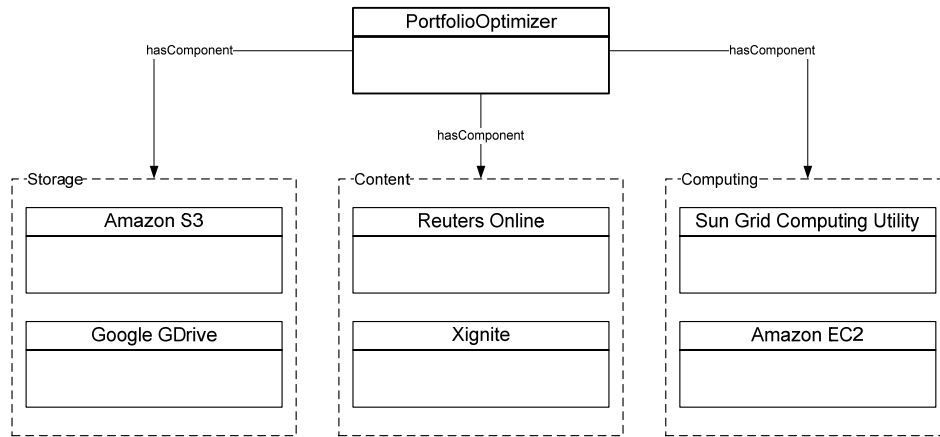 PortfolioOptimizer
hasComponent
hasComponent
hasComponent
Storage
Content
Computing
Amazon S3
Reuters Online
Sun Grid Computing Utility
Google GDrive
Xignite
Amazon EC2